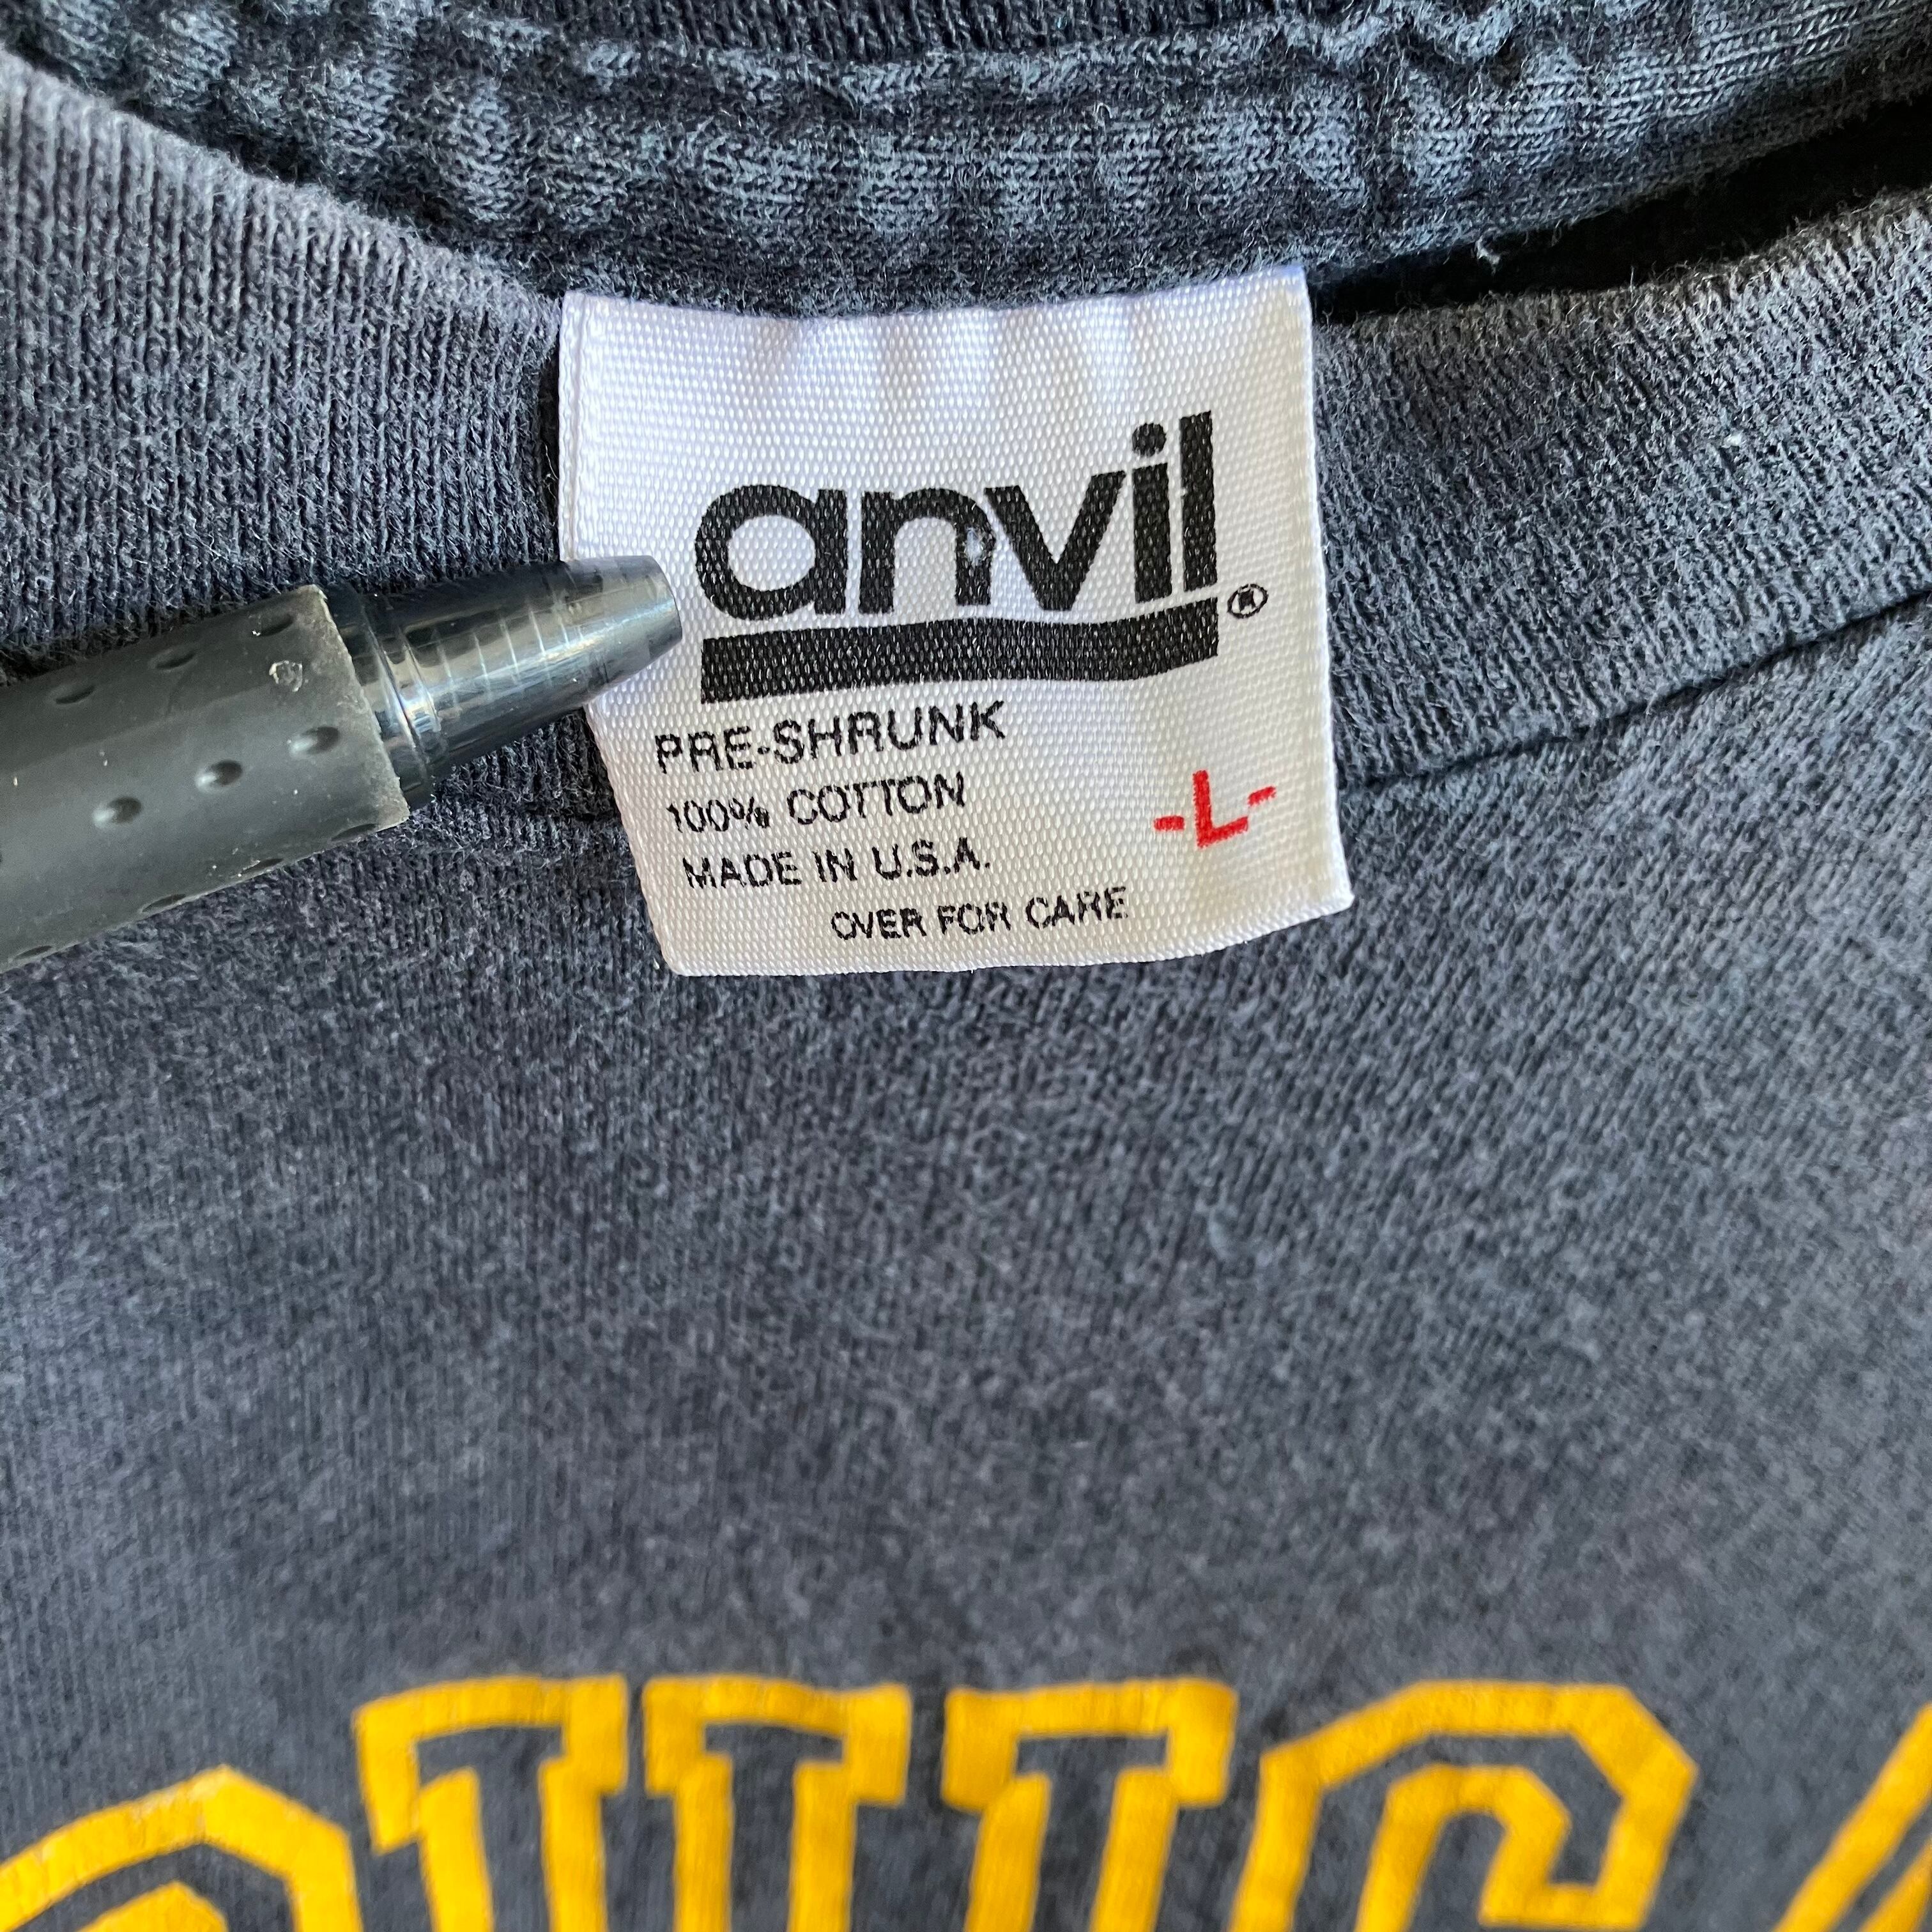 anvil®
PRE-SHRUNK
100% COTTON
-L-
MADE IN U.S.A.
OVER FOR CARE